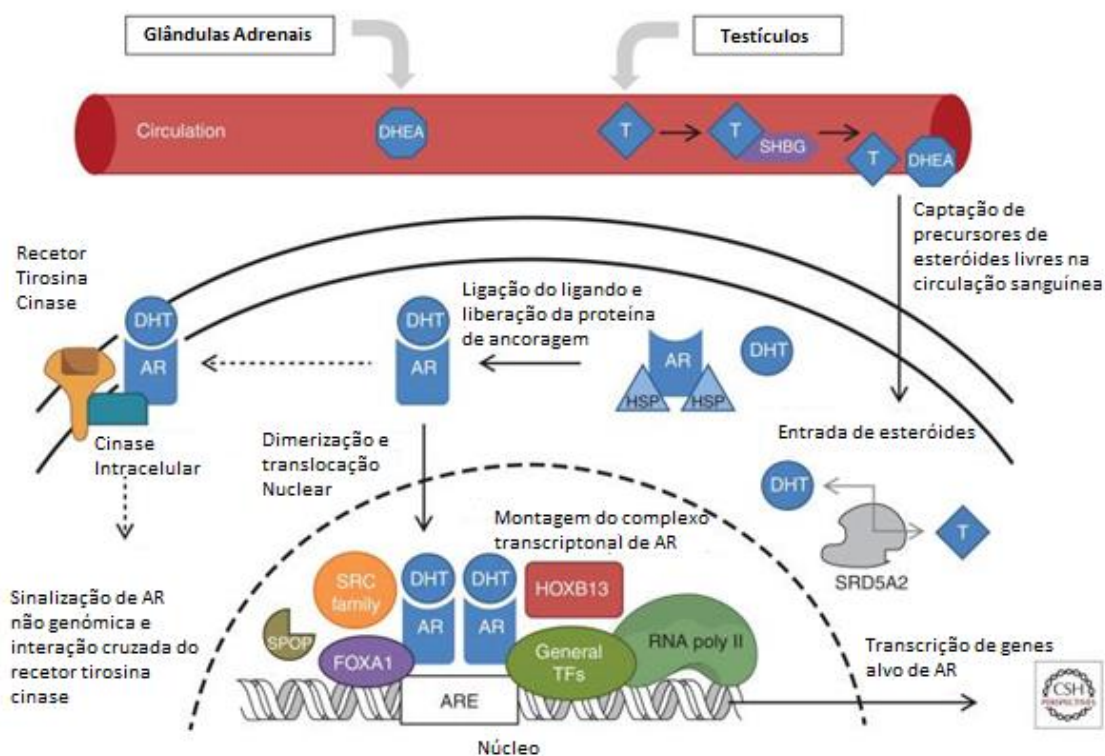 Glândulas Adrenais
Testículos
Circulation
DHEA
T
T
SHBG
T
DHEA
Captação de
precursores de
esteróides livres na
circulação sanguínea
Recetor
Tirosina
Cinase
DHT
AR
DHT
AR
Ligação do ligando e
liberação da proteína
de ancoragem
AR
HSP
HSP
DHT
Cinase
Intracelular
Dimerização e
translocação
Nuclear
Entrada de esteróides
DHT
T
SRD5A2
Montagem do complexo
transcriptonal de AR
Sinalização de AR
não genómica e
interação cruzada do
recetor tirosina
cinase
SPOP
SRC
family
FOXA1
DHT
AR
DHT
AR
HOXB13
General
TFs
RNA poly II
ARE
Núcleo
Transcrição de genes
alvo de AR
CSH
PERSPECTIVES